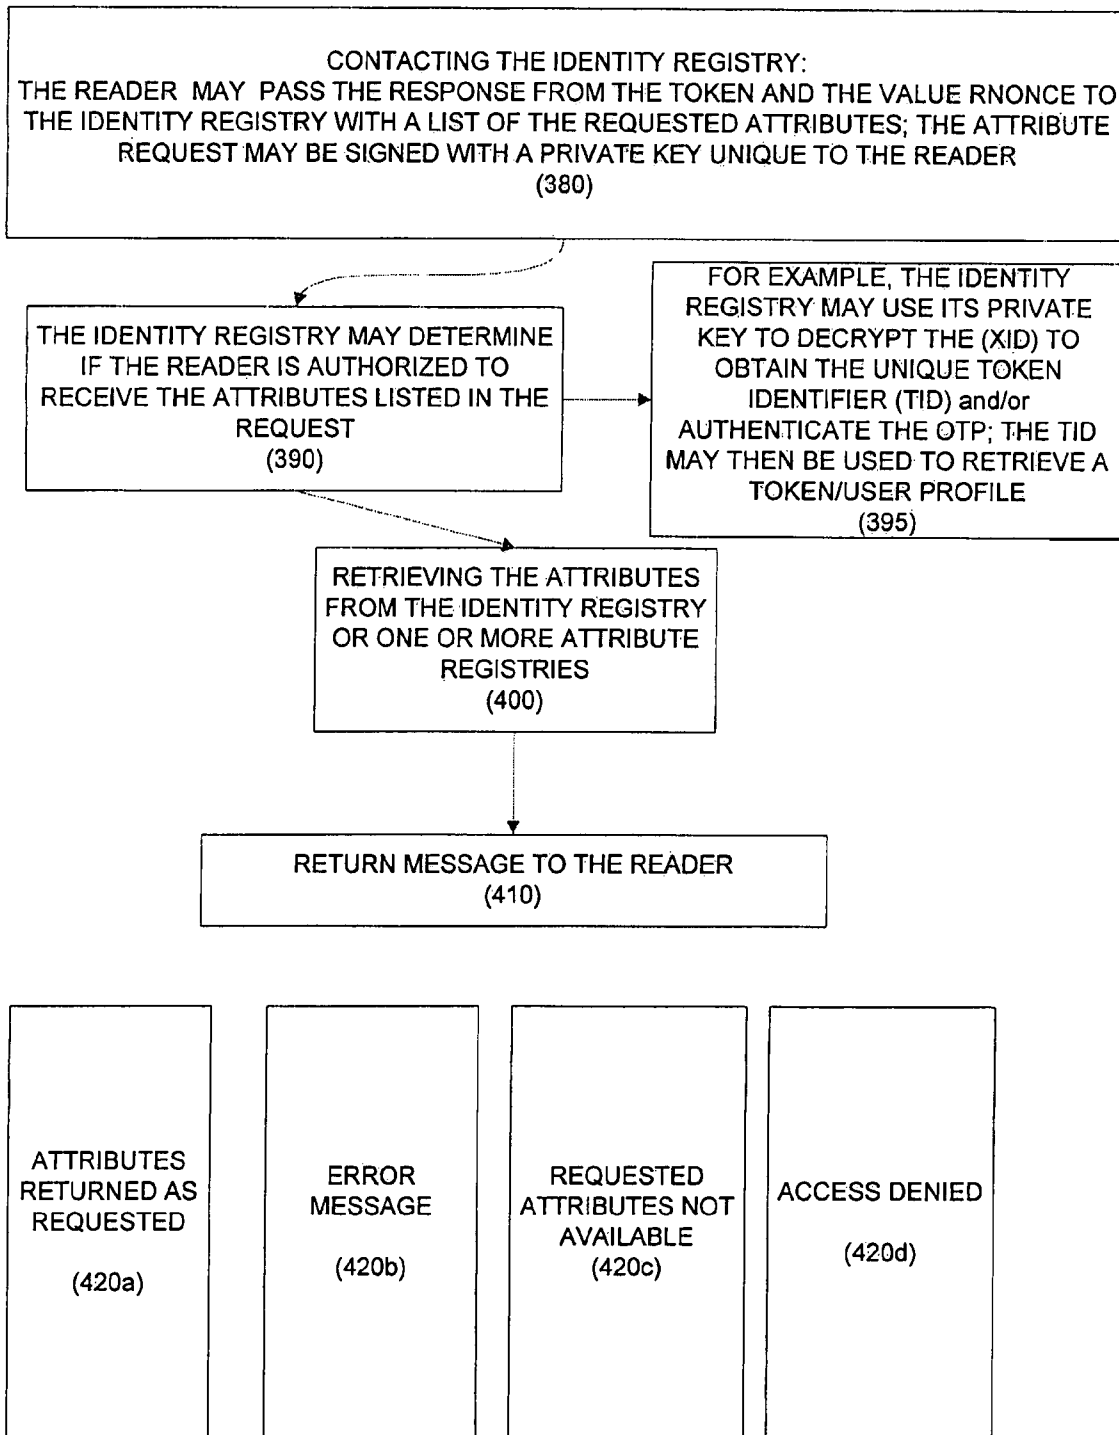 CONTACTING THE IDENTITY REGISTRY:
THE READER MAY PASS THE RESPONSE FROM THE TOKEN AND THE VALUE RNONCE TO
THE IDENTITY REGISTRY WITH A LIST OF THE REQUESTED ATTRIBUTES; THE ATTRIBUTE
REQUEST MAY BE SIGNED WITH A PRIVATE KEY UNIQUE TO THE READER
(380)
THE IDENTITY REGISTRY MAY DETERMINE
IF THE READER IS AUTHORIZED TO
RECEIVE THE ATTRIBUTES LISTED IN THE
REQUEST
(390)
FOR EXAMPLE, THE IDENTITY
REGISTRY MAY USE ITS PRIVATE
KEY TO DECRYPT THE (XID) TO
OBTAIN THE UNIQUE TOKEN
IDENTIFIER (TID) and/or
AUTHENTICATE THE OTP; THE TID
MAY THEN BE USED TO RETRIEVE A
TOKEN/USER PROFILE
(395)
RETRIEVING THE ATTRIBUTES
FROM THE IDENTITY REGISTRY
OR ONE OR MORE ATTRIBUTE
REGISTRIES
(400)
RETURN MESSAGE TO THE READER
(410)
ATTRIBUTES
RETURNED AS
REQUESTED
(420a)
ERROR
MESSAGE
(420b)
REQUESTED
ATTRIBUTES NOT
AVAILABLE
(420c)
ACCESS DENIED
(420d)